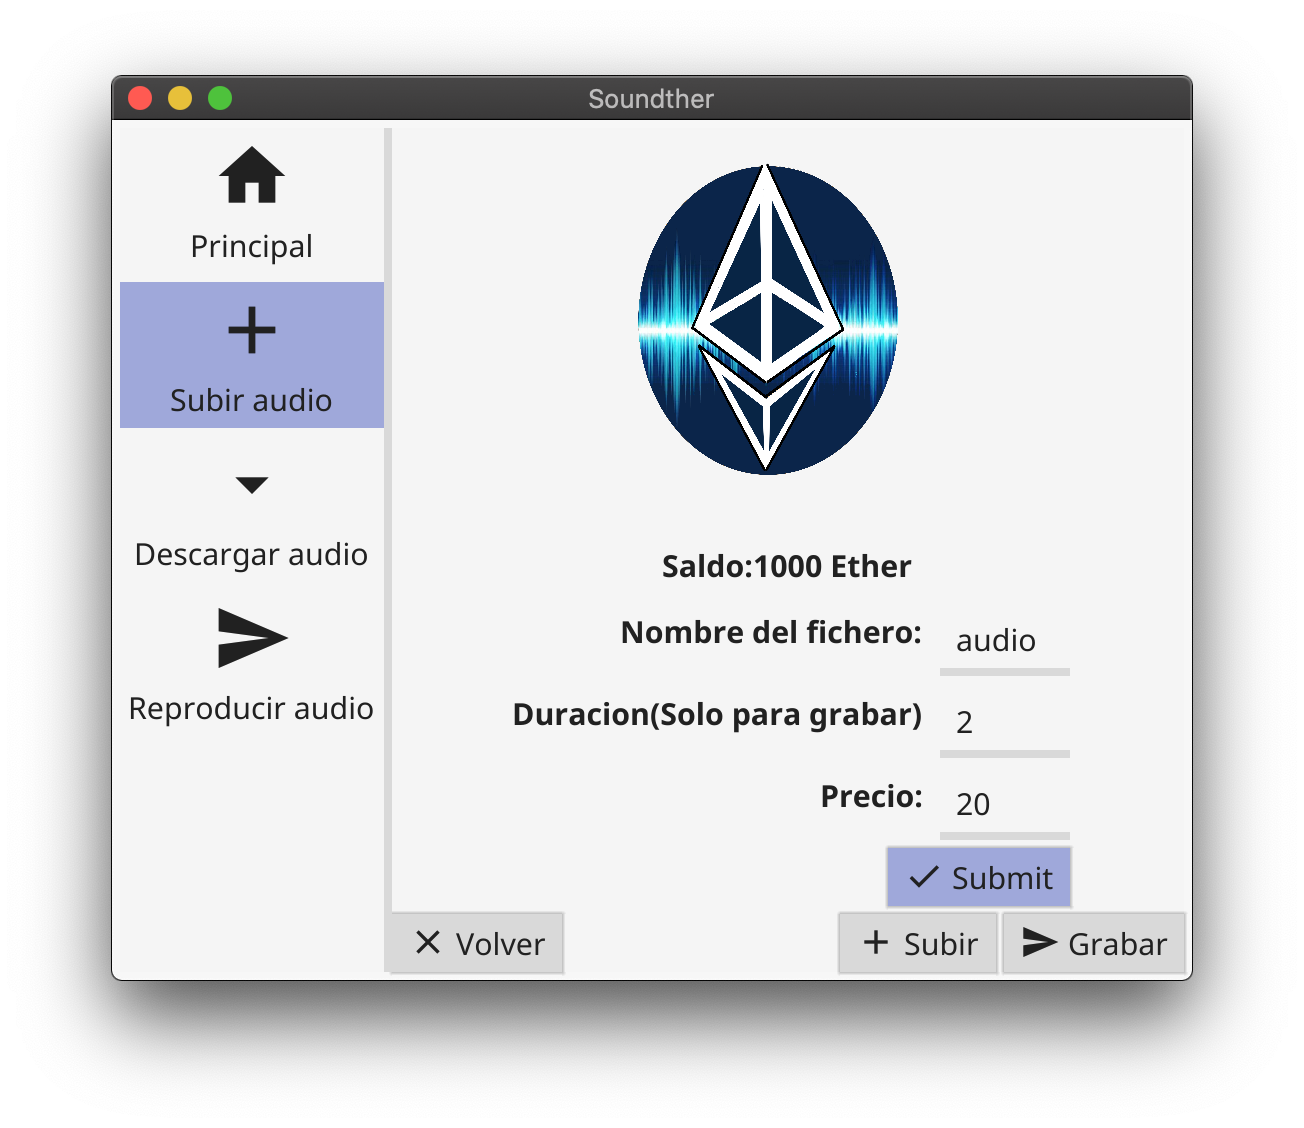 Soundther
Principal
Subir audio
Descargar audio
Reproducir audio
Saldo:1000 Ether
Nombre del fichero: audio
Duracion(Solo para grabar) 2
Precio: 20
Submit
Volver Subir Grabar